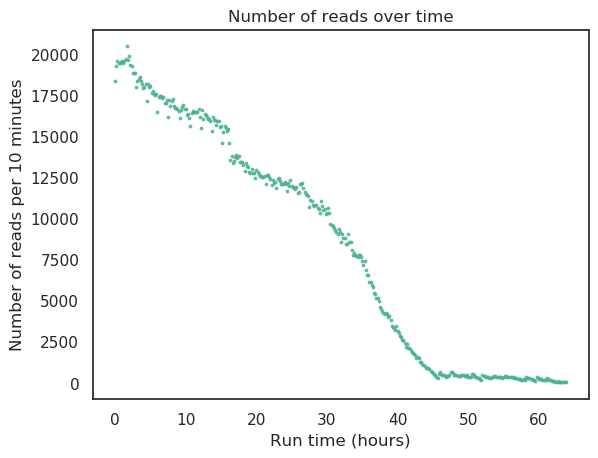 Number of reads over time
Number of reads per 10 minutes
20000
17500
15000
12500
10000
7500
5000
2500
0
0 10 20 30 40 50 60
Run time (hours)